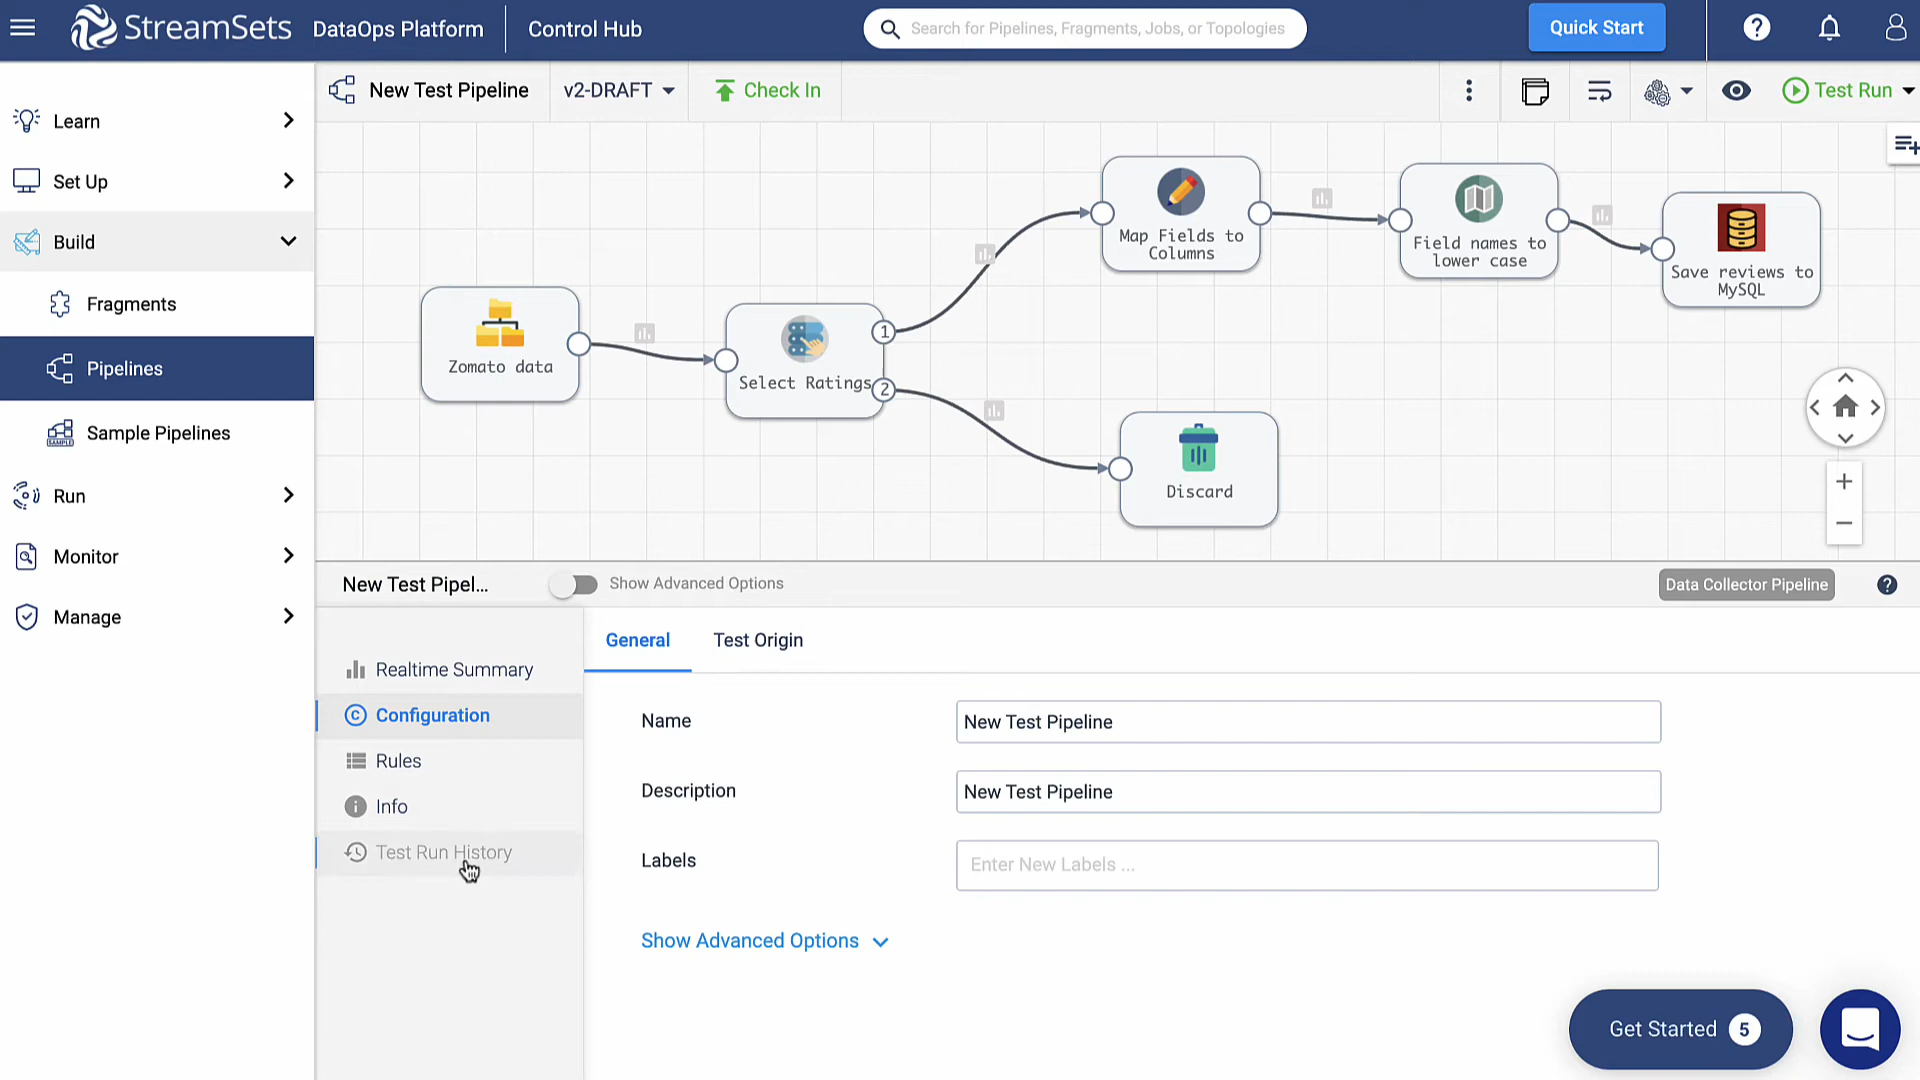 StreamSets DataOps Platform Control Hub Search for Pipelines, Fragments, Jobs, or Topologies Quick Start ?
New Test Pipeline v2-DRAFT Check In Test Run
Learn
Set Up
Build
Fragments
Pipelines
Sample Pipelines
SAMPLE
Run
Monitor
Manage
Zomato data
Select Ratings
1
2
Map Fields to
Columns
Field names to
lower case
Save reviews to
MySQL
Discard
+
−
New Test Pipel... Show Advanced Options Data Collector Pipeline ?
Realtime Summary
Configuration
Rules
Info
Test Run History
General Test Origin
Name New Test Pipeline
Description New Test Pipeline
Labels Enter New Labels ...
Show Advanced Options
Get Started 5